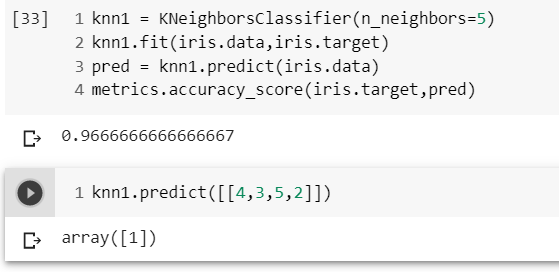 [33] 1 knn1 = KNeighborsClassifier(n_neighbors=5)
2 knn1.fit(iris.data,iris.target)
3 pred = knn1.predict(iris.data)
4 metrics.accuracy_score(iris.target,pred)
0.9666666666666667
1 knn1.predict([[4,3,5,2]])
array([1])